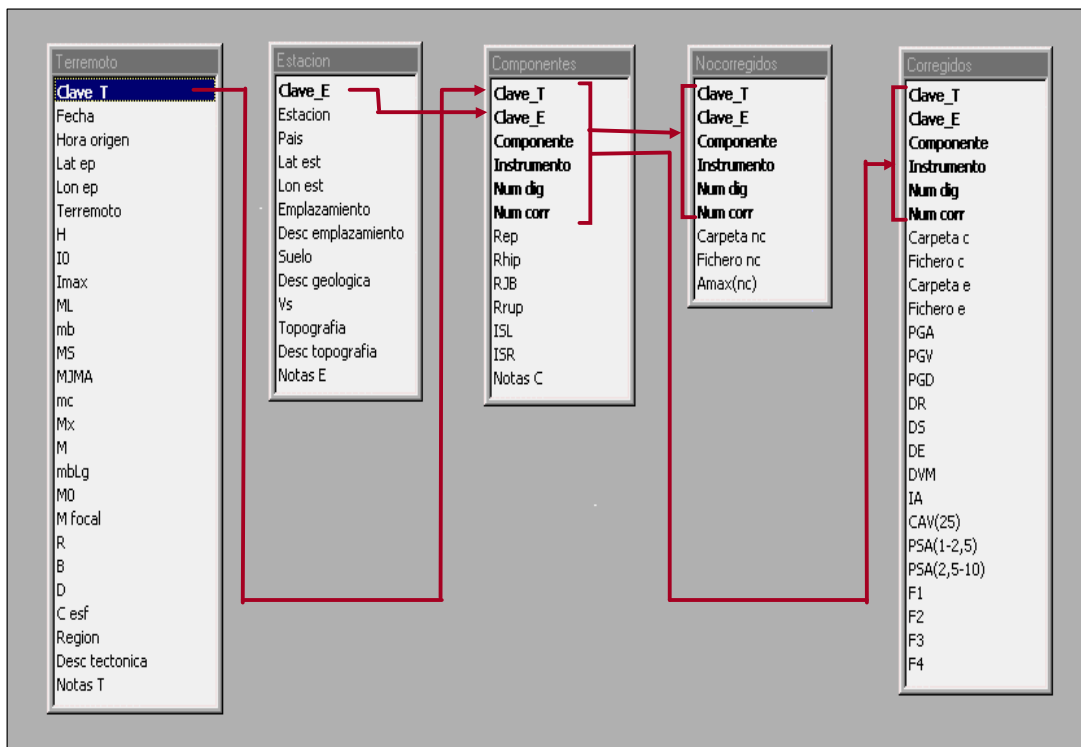 Terremoto
Clave_T
Fecha
Hora origen
Lat ep
Lon ep
Terremoto
H
I0
Imax
ML
mb
MS
MJMA
mc
Mx
M
mbLg
M0
M focal
R
B
D
C esf
Region
Desc tectonica
Notas T
Estacion
Clave_E
Estacion
Pais
Lat est
Lon est
Emplazamiento
Desc emplazamiento
Suelo
Desc geologica
Vs
Topografia
Desc topografia
Notas E
Componentes
Clave_T
Clave_E
Componente
Instrumento
Num dig
Num corr
Rep
Rhip
RJB
Rrup
ISL
ISR
Notas C
Nocorregidos
Clave_T
Clave_E
Componente
Instrumento
Num dig
Num corr
Carpeta nc
Fichero nc
Amax(nc)
Corregidos
Clave_T
Clave_E
Componente
Instrumento
Num dig
Num corr
Carpeta c
Fichero c
Carpeta e
Fichero e
PGA
PGV
PGD
DR
DS
DE
DVM
IA
CAV(25)
PSA(1-2,5)
PSA(2,5-10)
F1
F2
F3
F4